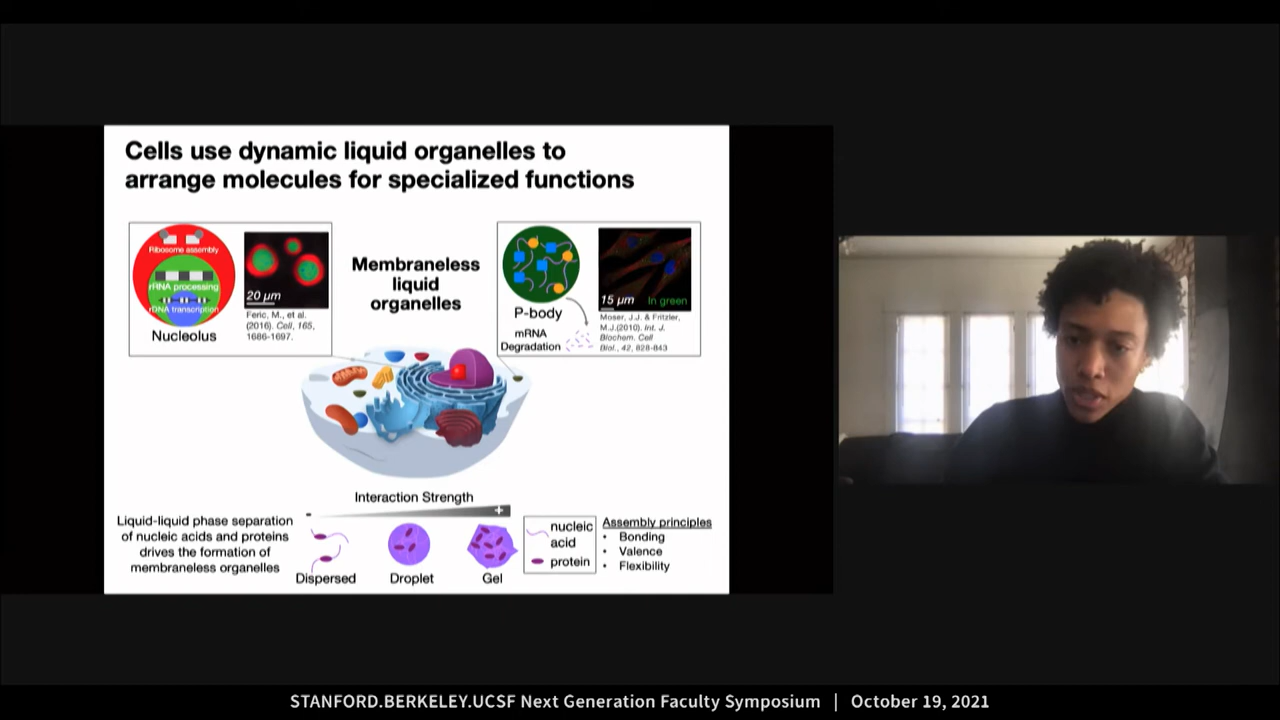 Cells use dynamic liquid organelles to
arrange molecules for specialized functions
Ribosome assembly
rRNA processing
rDNA transcription
Nucleolus
20 µm
Feric, M., et al.
(2016). Cell, 165,
1686-1697.
Membraneless
liquid
organelles
P-body
mRNA
Degradation
15 µm
In green
Moser, J.J. & Fritzler,
M.J.(2010). Int. J.
Biochem. Cell
Biol., 42, 828-843
Interaction Strength
-
+
Liquid-liquid phase separation
of nucleic acids and proteins
drives the formation of
membraneless organelles
Dispersed
Droplet
Gel
nucleic
acid
protein
Assembly principles
• Bonding
• Valence
• Flexibility
STANFORD.BERKELEY.UCSF Next Generation Faculty Symposium | October 19, 2021